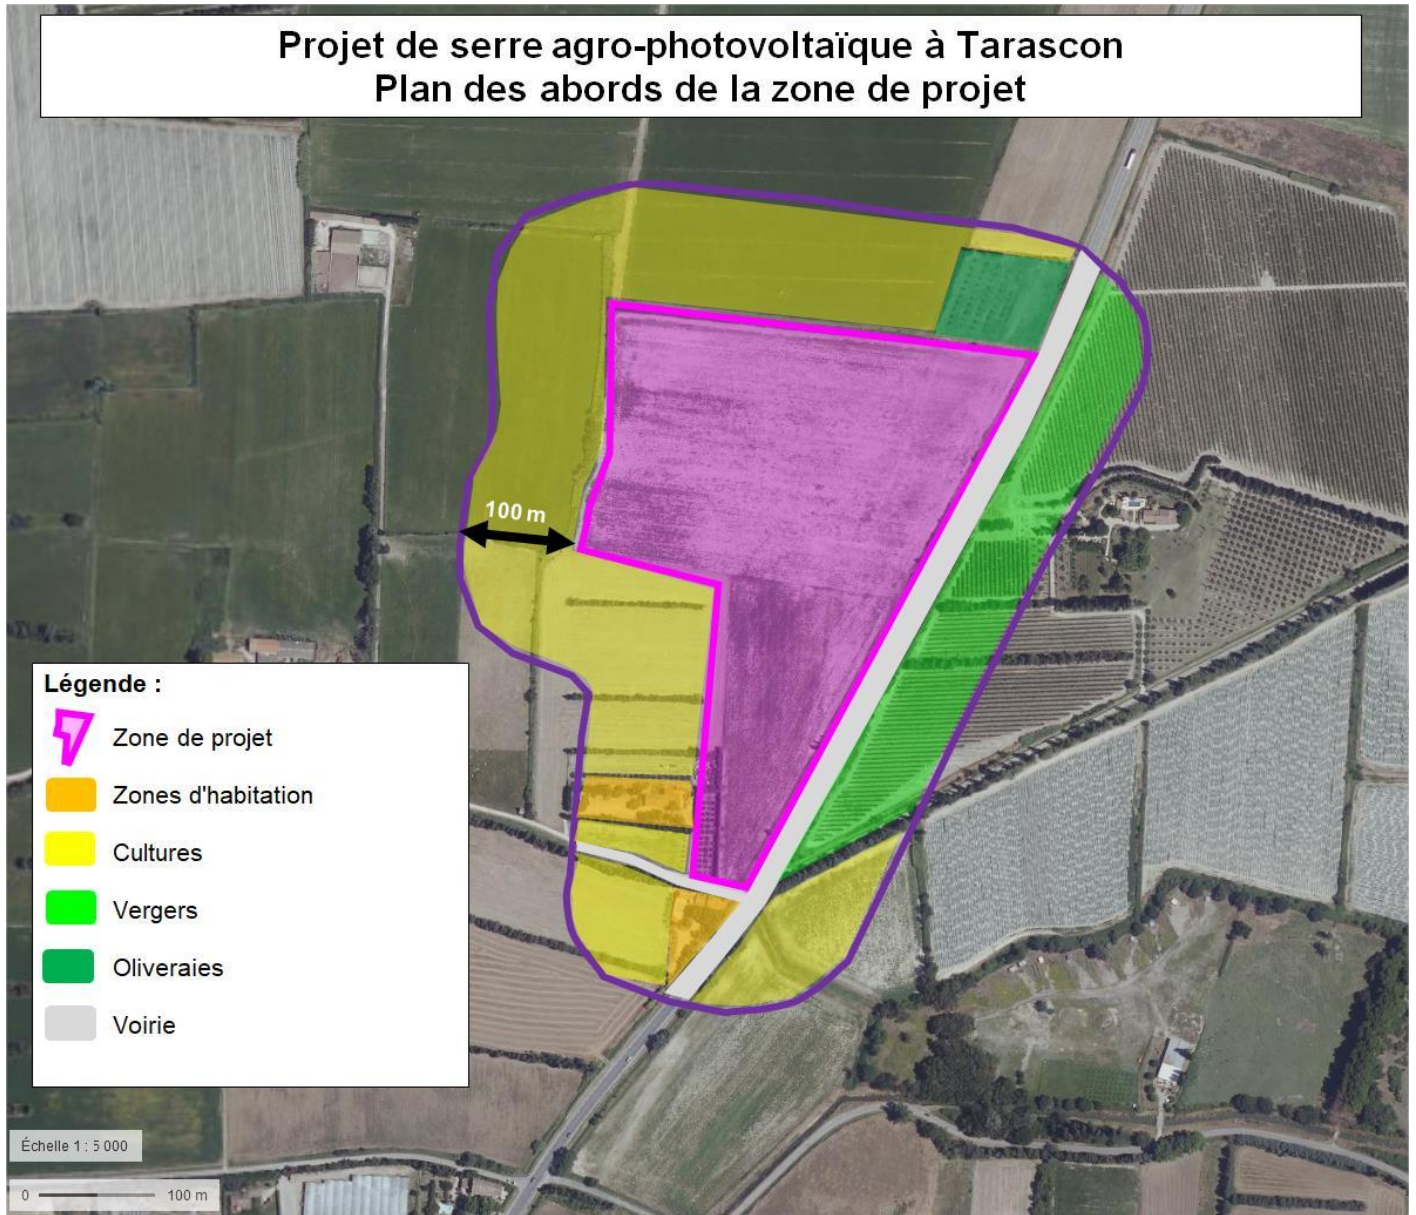 Projet de serre agro-photovoltaïque à Tarascon
Plan des abords de la zone de projet
100 m
Légende :
Zone de projet
Zones d'habitation
Cultures
Vergers
Oliveraies
Voirie
Échelle 1 : 5 000
0 100 m